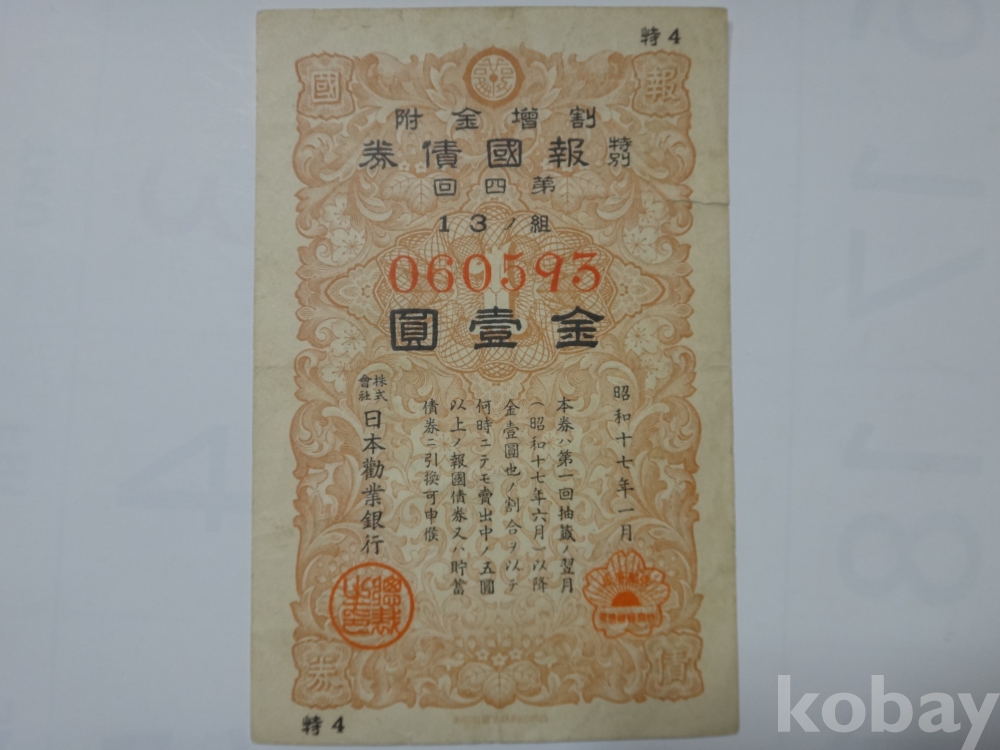 特4
國 報
割增金附
特別 報國債券
第四回
13ノ組
060593
金壹圓
昭和十七年一月
本券ハ第一回抽籤ノ翌月
(昭和十七年六月)以降
金壹圓也ノ割合ヲ以テ
何時ニテモ賣出中ノ五圓
以上ノ報國債券又ハ貯蓄
債券ニ引換可申候
株式會社 日本勸業銀行
總裁之印
券 債
特4
kobay